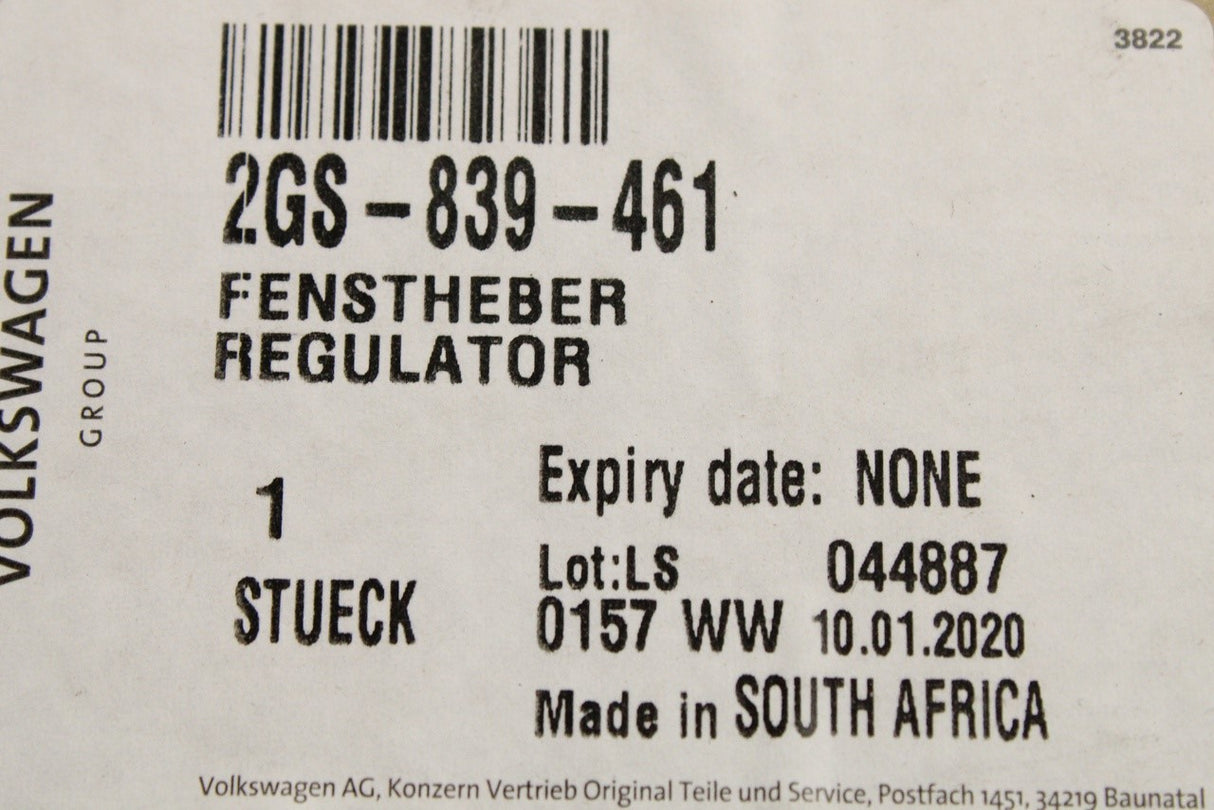 3822
2GS-839-461
FENSTHEBER
REGULATOR
VOLKSWAGEN
GROUP
1
STUECK
Expiry date: NONE
Lot:LS 044887
0157 WW 10.01.2020
Made in SOUTH AFRICA
Volkswagen AG, Konzern Vertrieb Original Teile und Service, Postfach 1451, 34219 Baunatal